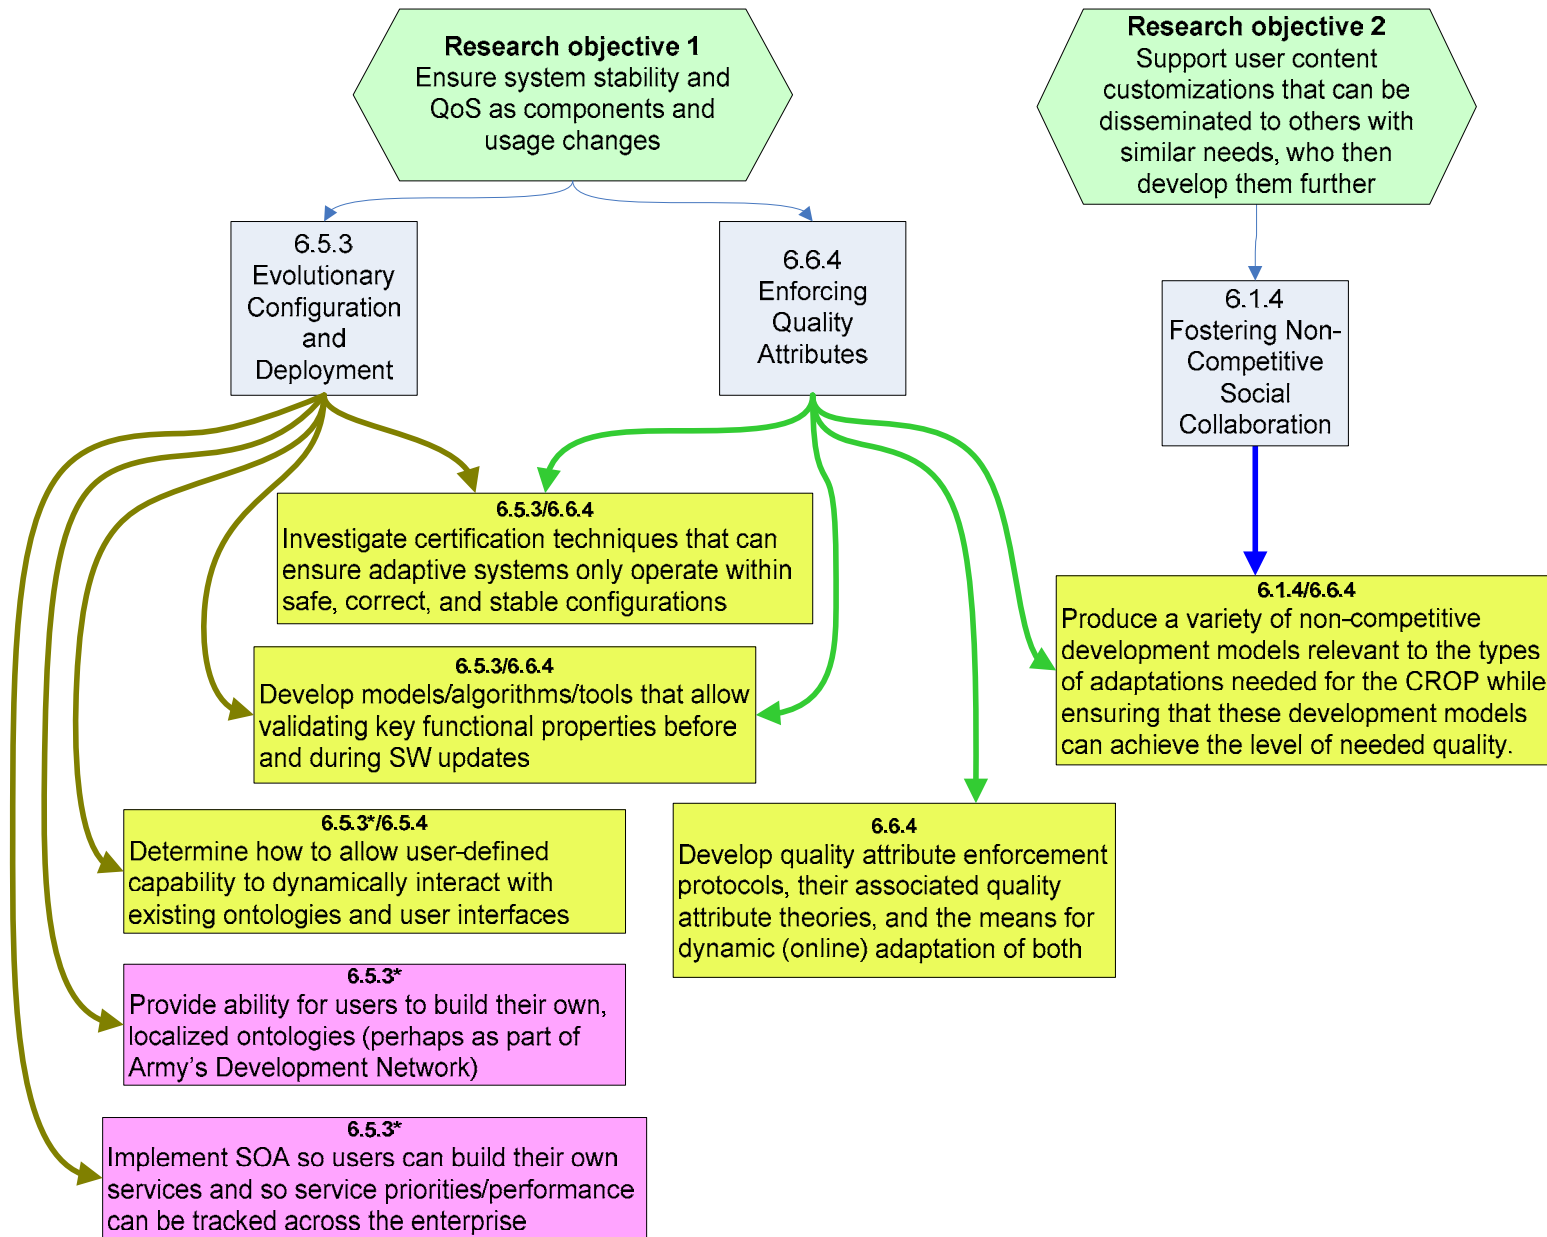 Research objective 1
Ensure system stability and
QoS as components and
usage changes
Research objective 2
Support user content
customizations that can be
disseminated to others with
similar needs, who then
develop them further
6.5.3
Evolutionary
Configuration
and
Deployment
6.6.4
Enforcing
Quality
Attributes
6.1.4
Fostering Non-
Competitive
Social
Collaboration
6.5.3/6.6.4
Investigate certification techniques that can
ensure adaptive systems only operate within
safe, correct, and stable configurations
6.1.4/6.6.4
Produce a variety of non-competitive
development models relevant to the types
of adaptations needed for the CROP while
ensuring that these development models
can achieve the level of needed quality.
6.5.3/6.6.4
Develop models/algorithms/tools that allow
validating key functional properties before
and during SW updates
6.5.3*/6.5.4
Determine how to allow user-defined
capability to dynamically interact with
existing ontologies and user interfaces
6.6.4
Develop quality attribute enforcement
protocols, their associated quality
attribute theories, and the means for
dynamic (online) adaptation of both
6.5.3*
Provide ability for users to build their own,
localized ontologies (perhaps as part of
Army's Development Network)
6.5.3*
Implement SOA so users can build their own
services and so service priorities/performance
can be tracked across the enterprise